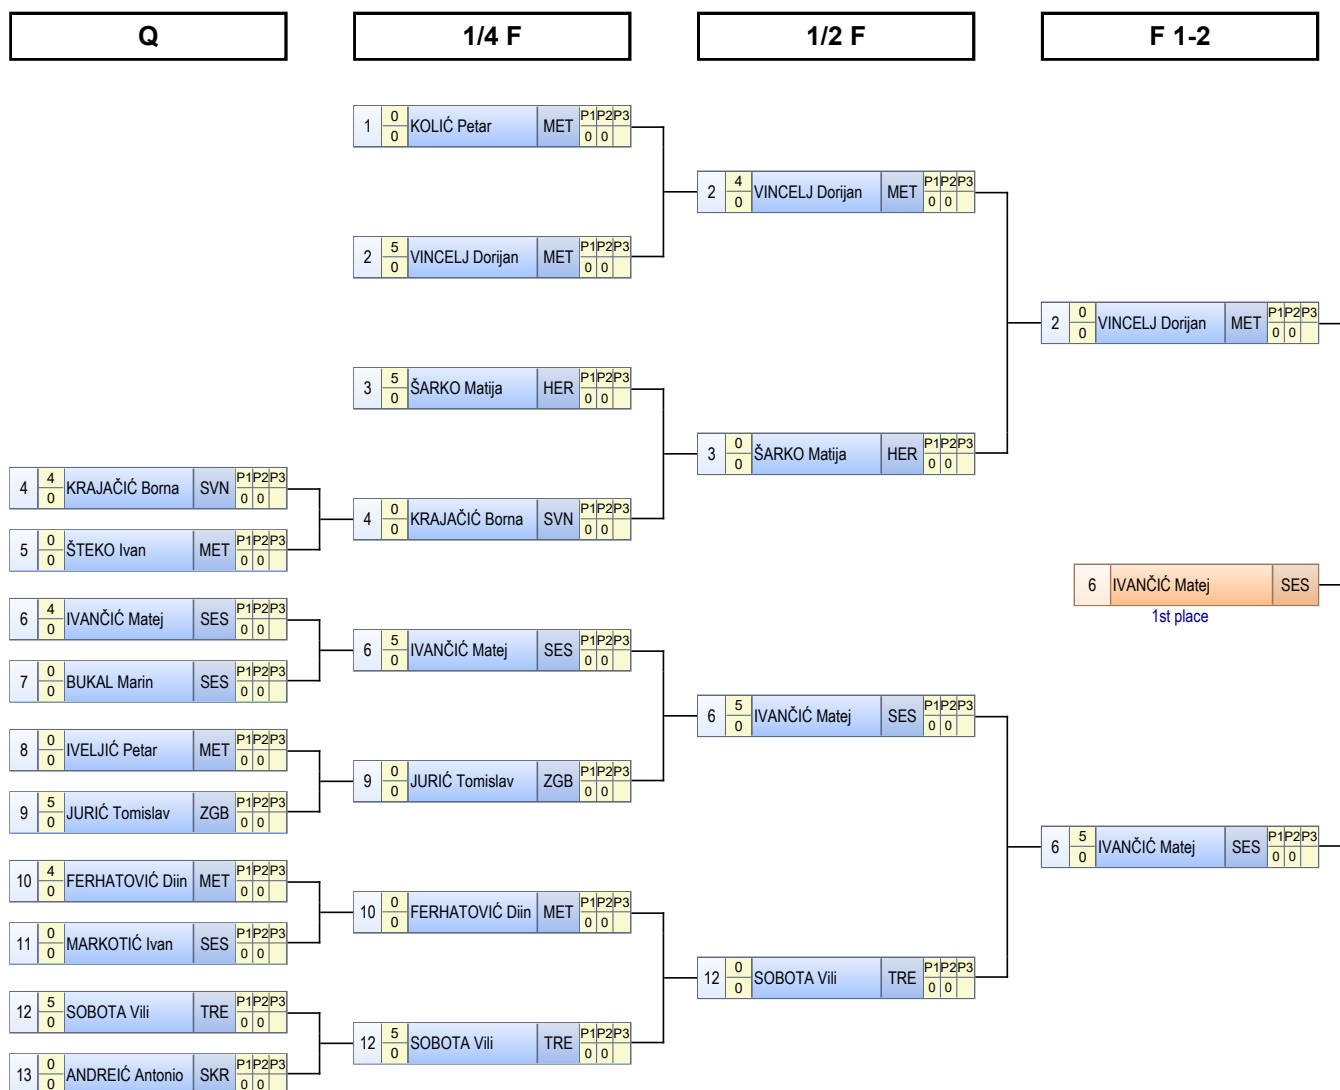 Q
1/4 F
1/2 F
F 1-2
1 0 0 KOLIĆ Petar MET P1 P2 P3 0 0
2 5 0 VINCELJ Dorijan MET P1 P2 P3 0 0
3 5 0 ŠARKO Matija HER P1 P2 P3 0 0
4 0 0 KRAJAČIĆ Borna SVN P1 P2 P3 0 0
6 5 0 IVANČIĆ Matej SES P1 P2 P3 0 0
9 0 0 JURIĆ Tomislav ZGB P1 P2 P3 0 0
10 0 0 FERHATOVIĆ Diin MET P1 P2 P3 0 0
12 5 0 SOBOTA Vili TRE P1 P2 P3 0 0
4 4 0 KRAJAČIĆ Borna SVN P1 P2 P3 0 0
5 0 0 ŠTEKO Ivan MET P1 P2 P3 0 0
6 4 0 IVANČIĆ Matej SES P1 P2 P3 0 0
7 0 0 BUKAL Marin SES P1 P2 P3 0 0
8 0 0 IVELJIĆ Petar MET P1 P2 P3 0 0
9 5 0 JURIĆ Tomislav ZGB P1 P2 P3 0 0
10 4 0 FERHATOVIĆ Diin MET P1 P2 P3 0 0
11 0 0 MARKOTIĆ Ivan SES P1 P2 P3 0 0
12 5 0 SOBOTA Vili TRE P1 P2 P3 0 0
13 0 0 ANDREIĆ Antonio SKR P1 P2 P3 0 0
2 4 0 VINCELJ Dorijan MET P1 P2 P3 0 0
3 0 0 ŠARKO Matija HER P1 P2 P3 0 0
6 5 0 IVANČIĆ Matej SES P1 P2 P3 0 0
12 0 0 SOBOTA Vili TRE P1 P2 P3 0 0
2 0 0 VINCELJ Dorijan MET P1 P2 P3 0 0
6 IVANČIĆ Matej SES
1st place
6 5 0 IVANČIĆ Matej SES P1 P2 P3 0 0